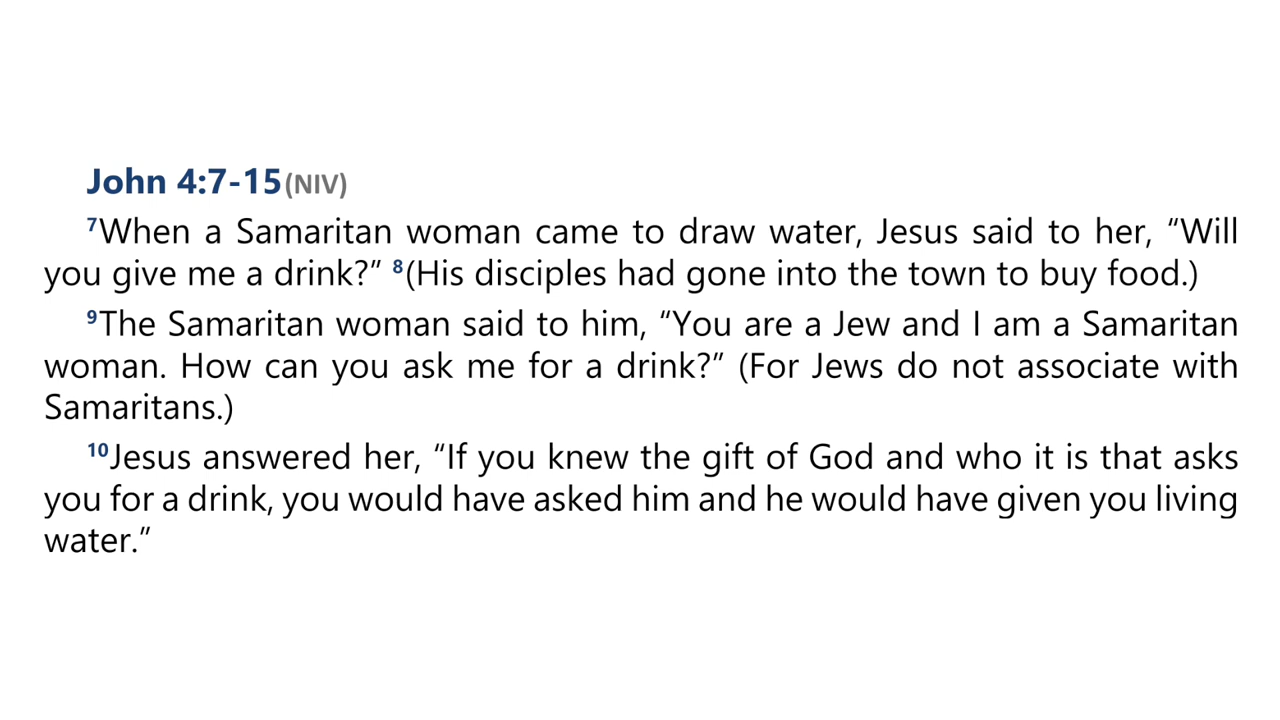 John 4:7-15(NIV)
7When a Samaritan woman came to draw water, Jesus said to her, “Will
you give me a drink?” 8(His disciples had gone into the town to buy food.)
9The Samaritan woman said to him, “You are a Jew and I am a Samaritan
woman. How can you ask me for a drink?” (For Jews do not associate with
Samaritans.)
10Jesus answered her, “If you knew the gift of God and who it is that asks
you for a drink, you would have asked him and he would have given you living
water.”